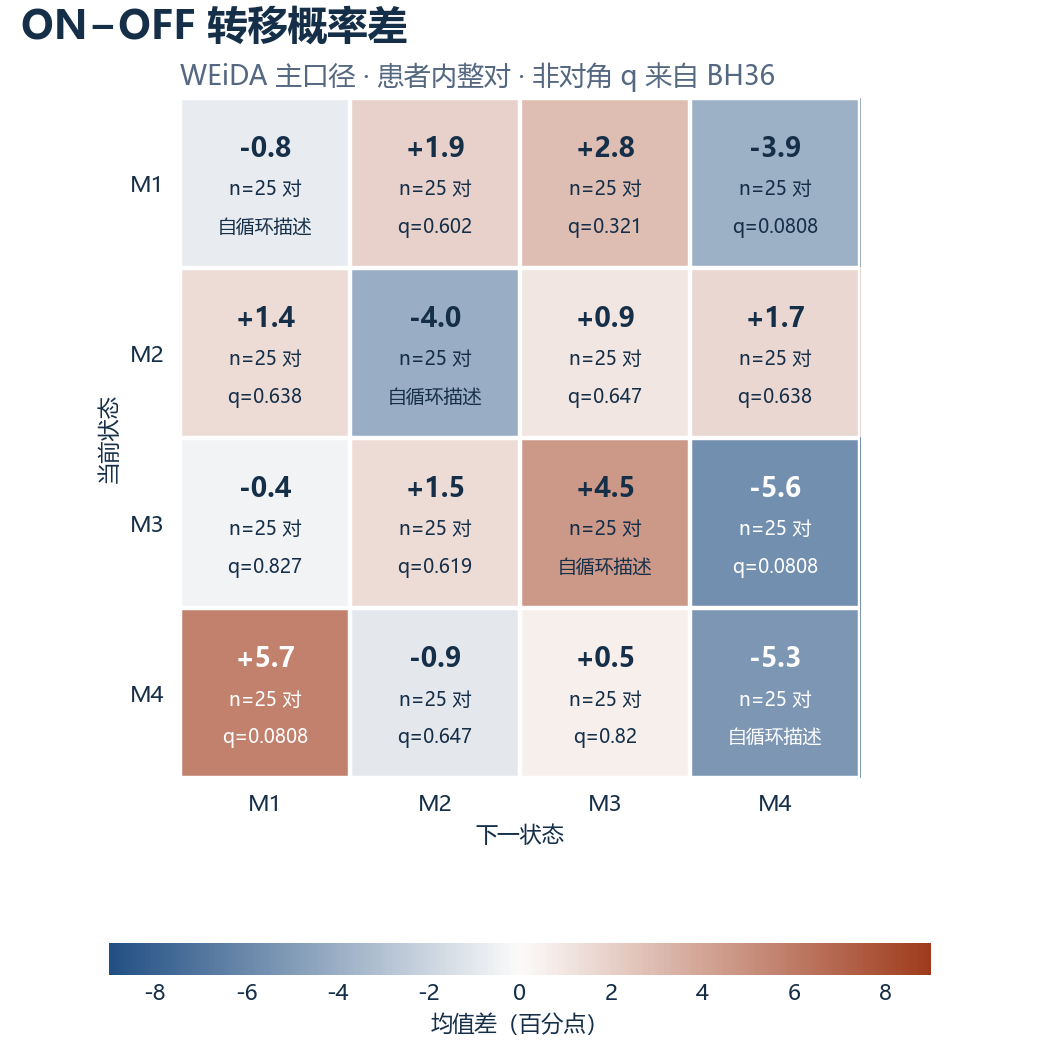 ON−OFF 转移概率差
WEiDA 主口径 · 患者内整对 · 非对角 q 来自 BH36
M1
-0.8
n=25 对
自循环描述
+1.9
n=25 对
q=0.602
+2.8
n=25 对
q=0.321
-3.9
n=25 对
q=0.0808
M2
+1.4
n=25 对
q=0.638
-4.0
n=25 对
自循环描述
+0.9
n=25 对
q=0.647
+1.7
n=25 对
q=0.638
当前状态
M3
-0.4
n=25 对
q=0.827
+1.5
n=25 对
q=0.619
+4.5
n=25 对
自循环描述
-5.6
n=25 对
q=0.0808
M4
+5.7
n=25 对
q=0.0808
-0.9
n=25 对
q=0.647
+0.5
n=25 对
q=0.82
-5.3
n=25 对
自循环描述
M1 M2 M3 M4
下一状态
-8 -6 -4 -2 0 2 4 6 8
均值差（百分点）